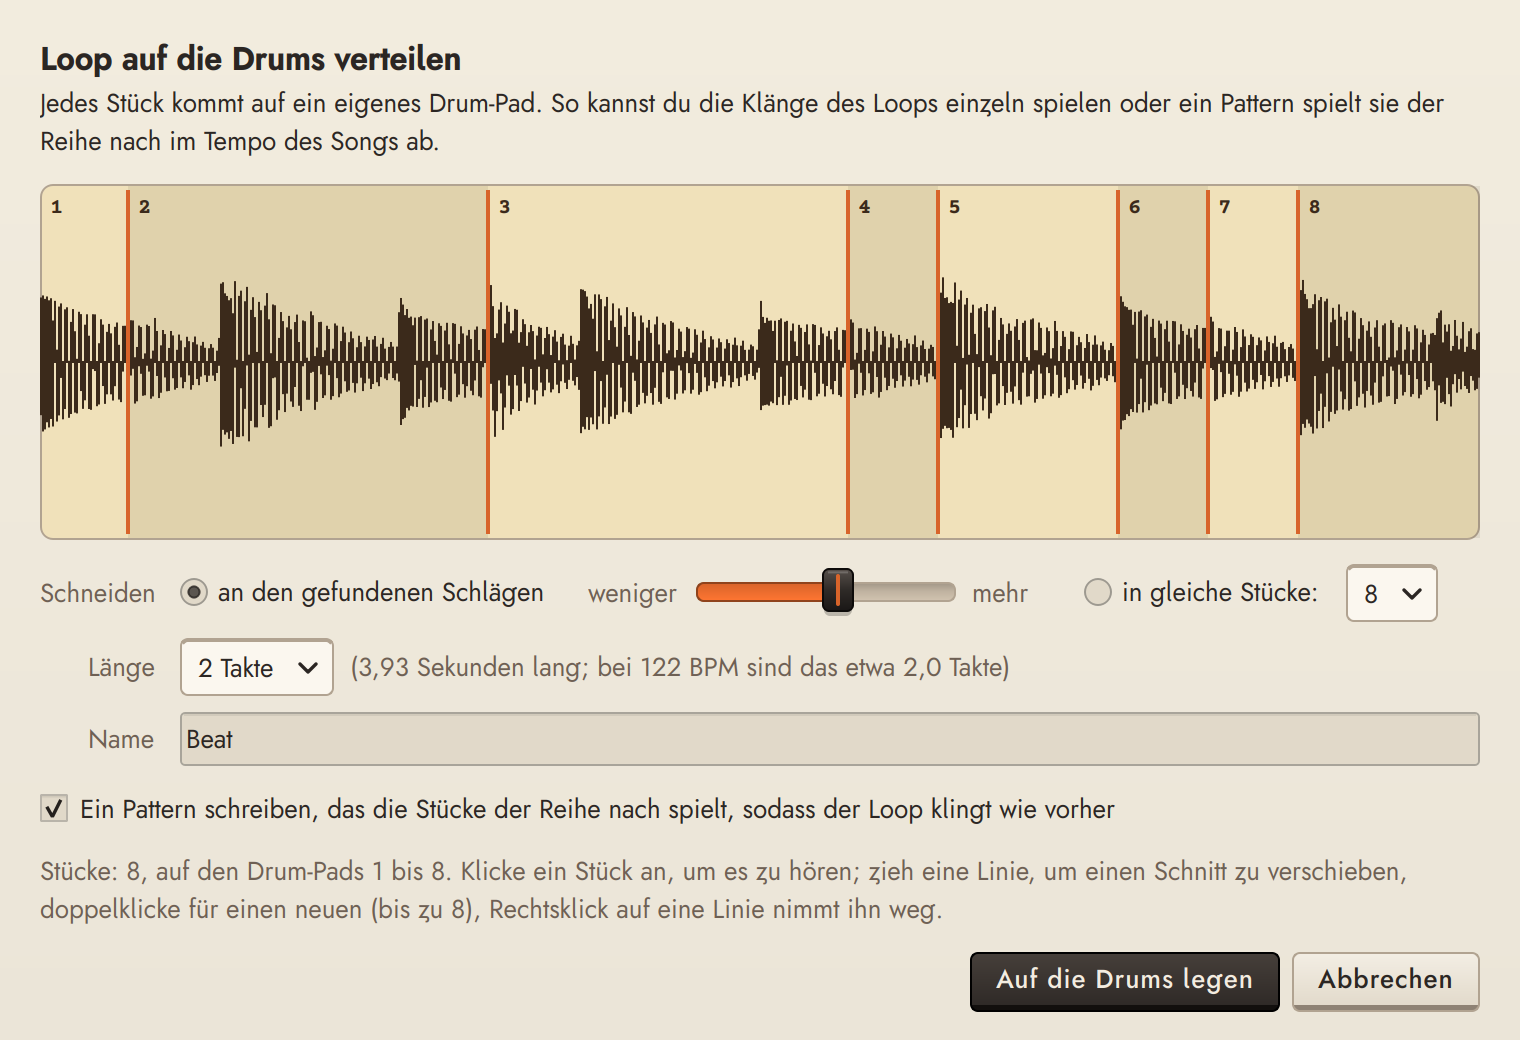 Loop auf die Drums verteilen
Jedes Stück kommt auf ein eigenes Drum-Pad. So kannst du die Klänge des Loops einzeln spielen oder ein Pattern spielt sie der
Reihe nach im Tempo des Songs ab.
1 2 3 4 5 6 7 8
Schneiden an den gefundenen Schlägen weniger mehr in gleiche Stücke: 8
Länge 2 Takte (3,93 Sekunden lang; bei 122 BPM sind das etwa 2,0 Takte)
Name Beat
Ein Pattern schreiben, das die Stücke der Reihe nach spielt, sodass der Loop klingt wie vorher
Stücke: 8, auf den Drum-Pads 1 bis 8. Klicke ein Stück an, um es zu hören; zieh eine Linie, um einen Schnitt zu verschieben,
doppelklicke für einen neuen (bis zu 8), Rechtsklick auf eine Linie nimmt ihn weg.
Auf die Drums legen Abbrechen